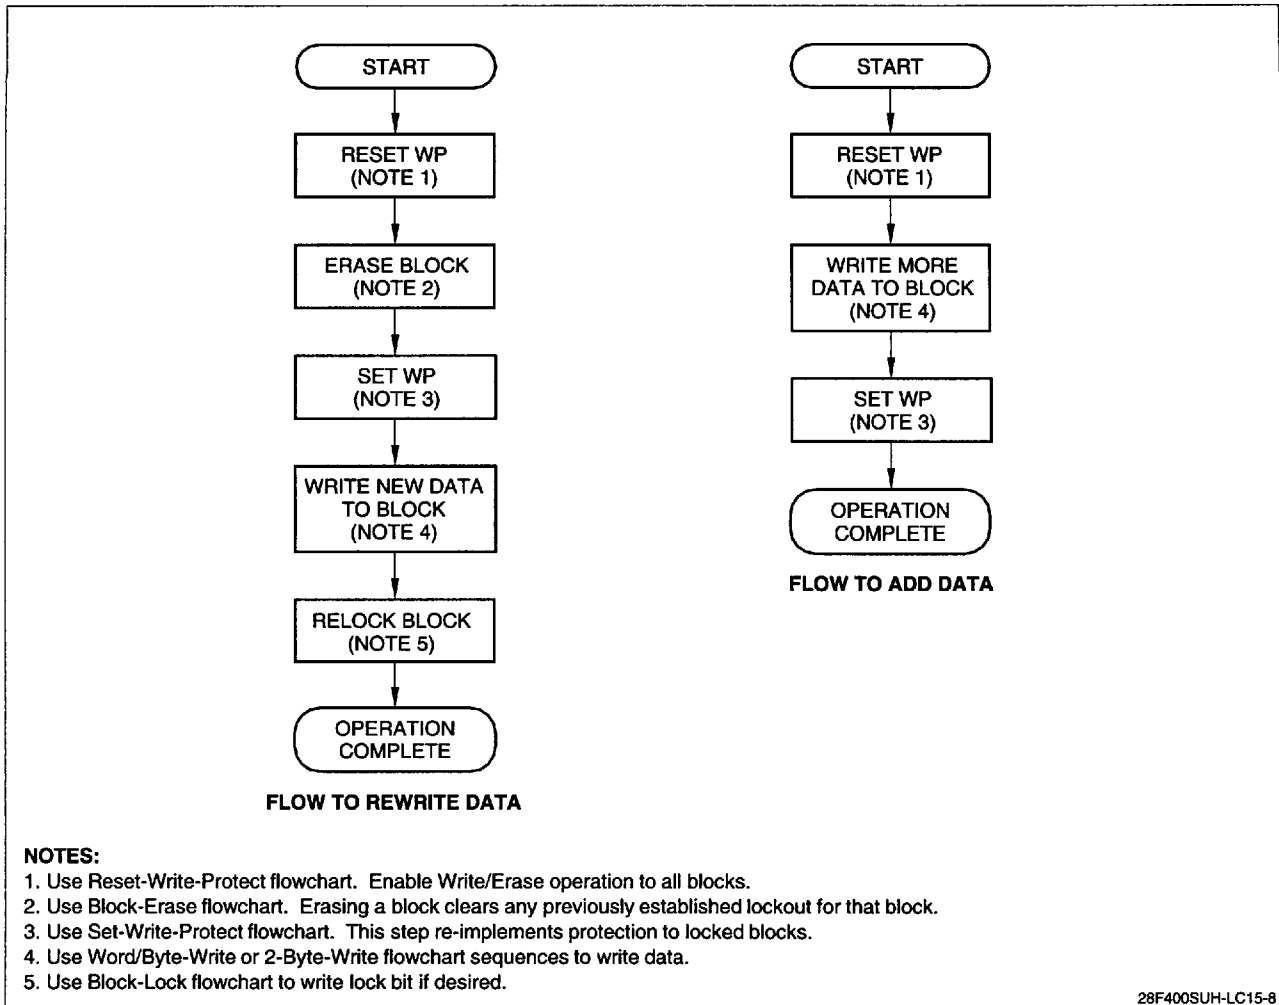 START
RESET WP
(NOTE 1)
ERASE BLOCK
(NOTE 2)
SET WP
(NOTE 3)
WRITE NEW DATA
TO BLOCK
(NOTE 4)
RELOCK BLOCK
(NOTE 5)
OPERATION
COMPLETE
FLOW TO REWRITE DATA
START
RESET WP
(NOTE 1)
WRITE MORE
DATA TO BLOCK
(NOTE 4)
SET WP
(NOTE 3)
OPERATION
COMPLETE
FLOW TO ADD DATA
NOTES:
1. Use Reset-Write-Protect flowchart. Enable Write/Erase operation to all blocks.
2. Use Block-Erase flowchart. Erasing a block clears any previously established lockout for that block.
3. Use Set-Write-Protect flowchart. This step re-implements protection to locked blocks.
4. Use Word/Byte-Write or 2-Byte-Write flowchart sequences to write data.
5. Use Block-Lock flowchart to write lock bit if desired.
28F400SUH-LC15-8